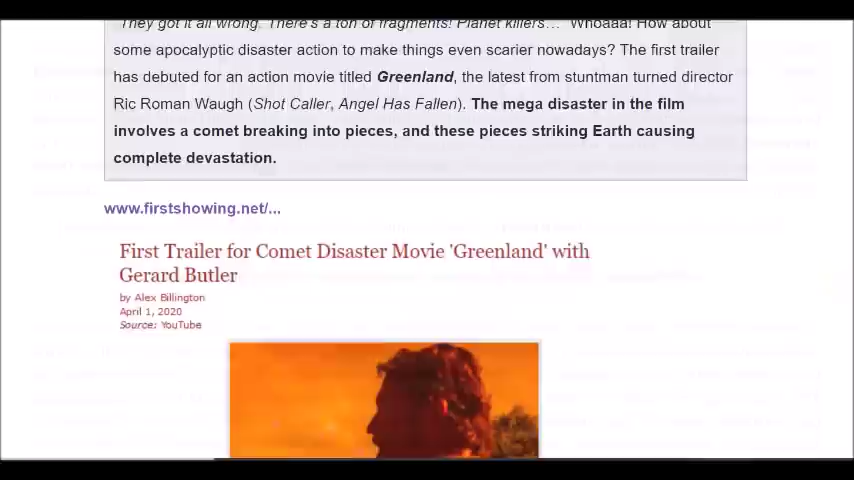 "They got it all wrong. There's a ton of fragments! Planet killers…" Whoaaa! How about
some apocalyptic disaster action to make things even scarier nowadays? The first trailer
has debuted for an action movie titled Greenland, the latest from stuntman turned director
Ric Roman Waugh (Shot Caller, Angel Has Fallen). The mega disaster in the film
involves a comet breaking into pieces, and these pieces striking Earth causing
complete devastation.
www.firstshowing.net/...
First Trailer for Comet Disaster Movie 'Greenland' with
Gerard Butler
by Alex Billington
April 1, 2020
Source: YouTube